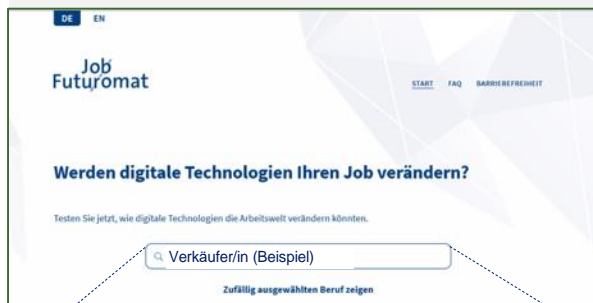 DE EN
Job
Futuromat
START FAQ BARRIEREFREIHEIT
Werden digitale Technologien Ihren Job verändern?
Testen Sie jetzt, wie digitale Technologien die Arbeitswelt verändern könnten.
Verkäufer/in (Beispiel)
Zufällig ausgewählten Beruf zeigen